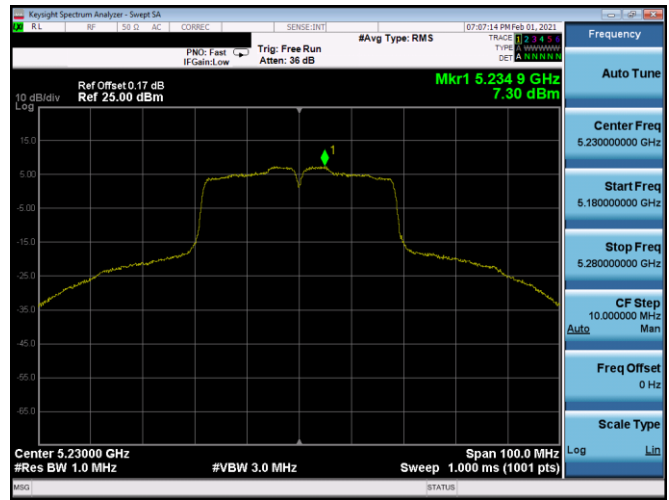 Keysight Spectrum Analyzer - Swept SA
RL RF 50 Ω AC CORREC SENSE:INT 07:07:14 PM Feb 01, 2021
#Avg Type: RMS TRACE 1 2 3 4 5 6
PNO: Fast Trig: Free Run TYPE A WWWWW
IFGain:Low Atten: 36 dB DET A N N N N N
Mkr1 5.234 9 GHz
Ref Offset 0.17 dB
10 dB/div Ref 25.00 dBm 7.30 dBm
Log
15.0
1
5.00
-5.00
-15.0
-25.0
-35.0
-45.0
-55.0
-65.0
Center 5.23000 GHz Span 100.0 MHz
#Res BW 1.0 MHz #VBW 3.0 MHz Sweep 1.000 ms (1001 pts)
MSG STATUS
Frequency
Auto Tune
Center Freq
5.230000000 GHz
Start Freq
5.180000000 GHz
Stop Freq
5.280000000 GHz
CF Step
10.000000 MHz
Auto Man
Freq Offset
0 Hz
Scale Type
Log Lin